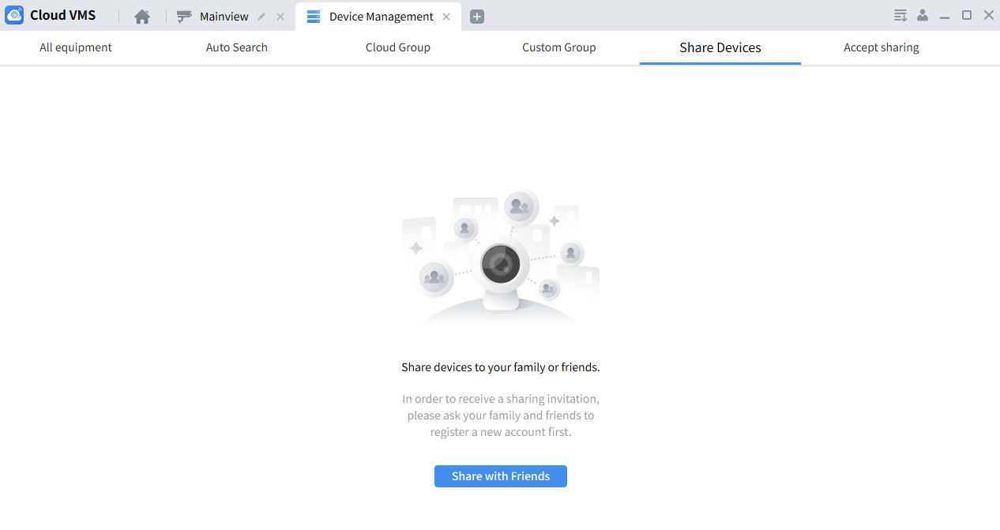 Cloud VMS
Mainview
Device Management
All equipment
Auto Search
Cloud Group
Custom Group
Share Devices
Accept sharing
Share devices to your family or friends.
In order to receive a sharing invitation,
please ask your family and friends to
register a new account first.
Share with Friends